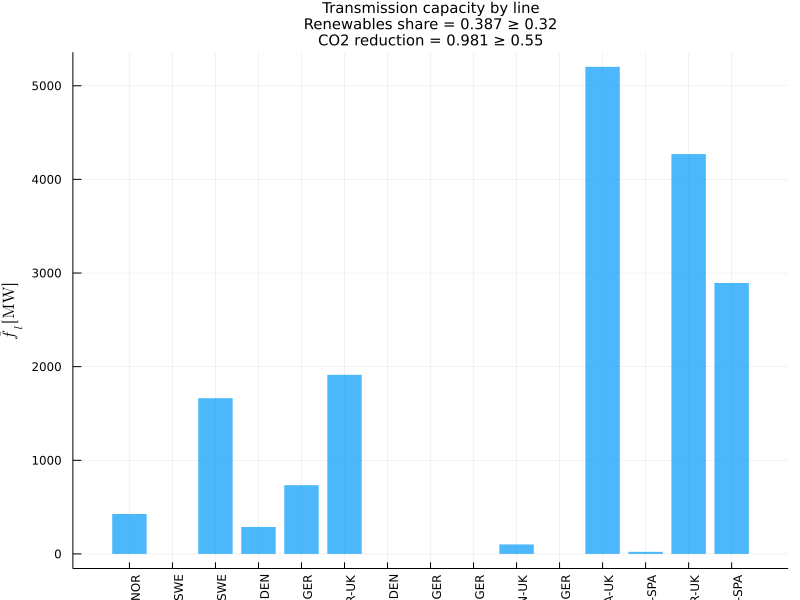 Transmission capacity by line
Renewables share = 0.387 ≥ 0.32
CO2 reduction = 0.981 ≥ 0.55
5000
4000
3000
2000
1000
0
f̄_l [MW]
NOR
SWE
SWE
DEN
GER
R-UK
DEN
GER
GER
N-UK
GER
A-UK
-SPA
R-UK
-SPA